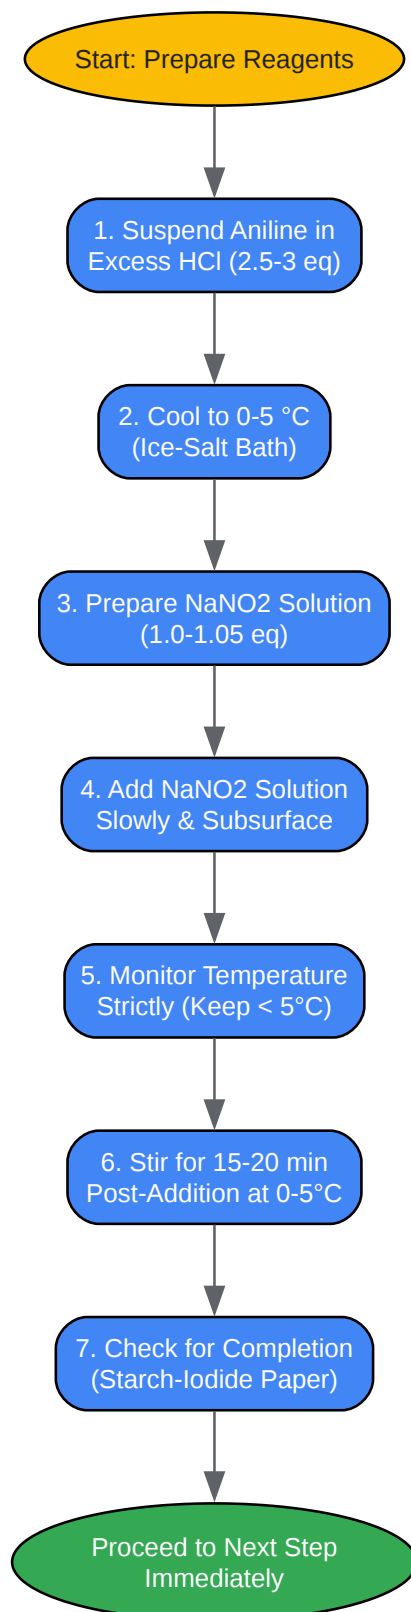 Start: Prepare Reagents
1. Suspend Aniline in
Excess HCl (2.5-3 eq)
2. Cool to 0-5 °C
(Ice-Salt Bath)
3. Prepare NaNO2 Solution
(1.0-1.05 eq)
4. Add NaNO2 Solution
Slowly & Subsurface
5. Monitor Temperature
Strictly (Keep < 5°C)
6. Stir for 15-20 min
Post-Addition at 0-5°C
7. Check for Completion
(Starch-Iodide Paper)
Proceed to Next Step
Immediately